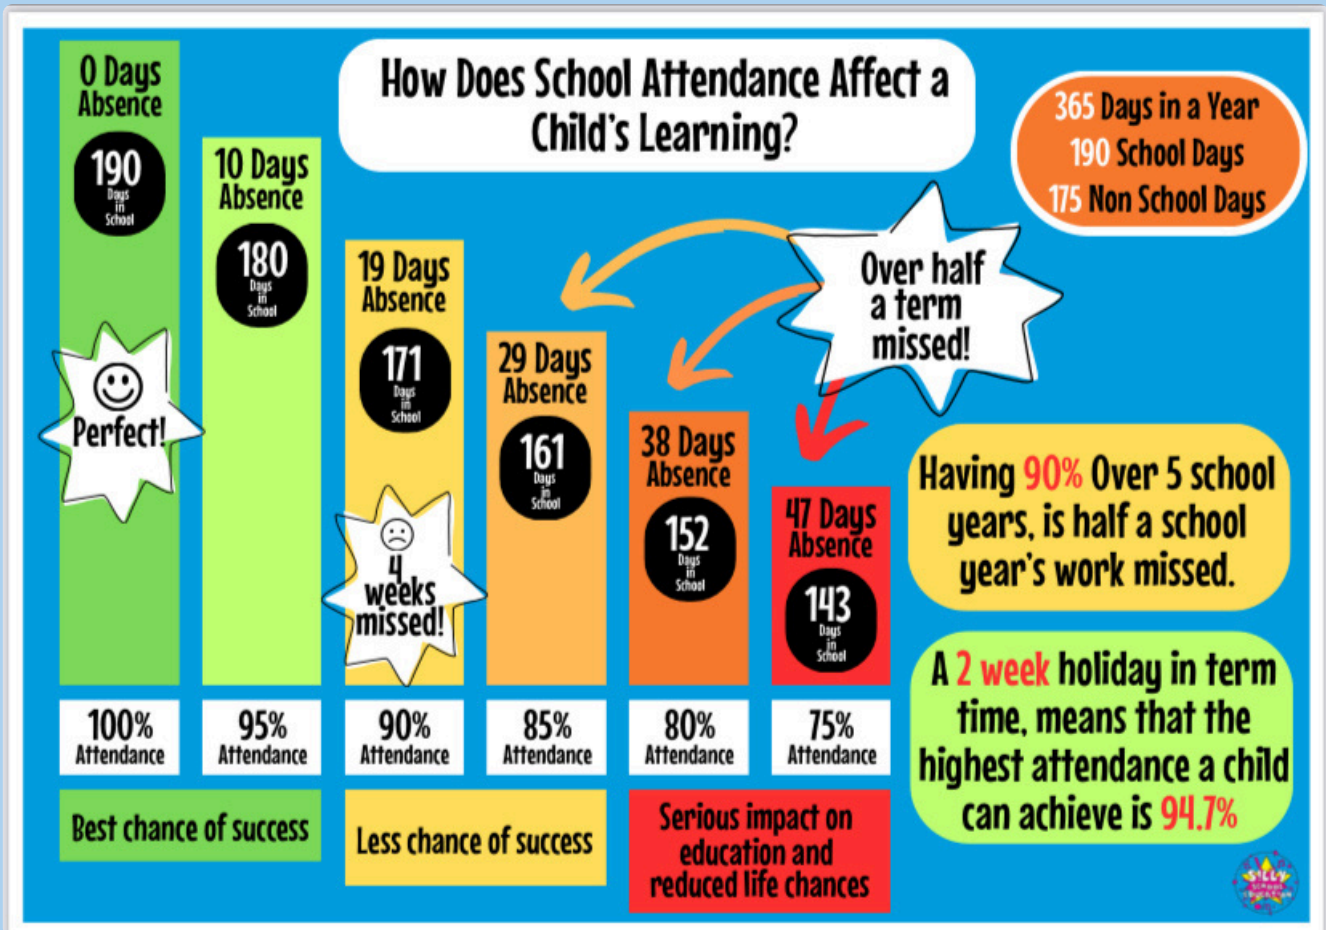 How Does School Attendance Affect a
Child's Learning?
365 Days in a Year
190 School Days
175 Non School Days
0 Days
Absence
190
Days
in
School
Perfect!
10 Days
Absence
180
Days
in
School
19 Days
Absence
171
Days
in
School
4
weeks
missed!
29 Days
Absence
161
Days
in
School
38 Days
Absence
152
Days
in
School
47 Days
Absence
143
Days
in
School
Over half
a term
missed!
100%
Attendance
95%
Attendance
90%
Attendance
85%
Attendance
80%
Attendance
75%
Attendance
Best chance of success
Less chance of success
Serious impact on
education and
reduced life chances
Having 90% Over 5 school
years, is half a school
year's work missed.
A 2 week holiday in term
time, means that the
highest attendance a child
can achieve is 94.7%
SILLY
SCHOOL
EDUCATION